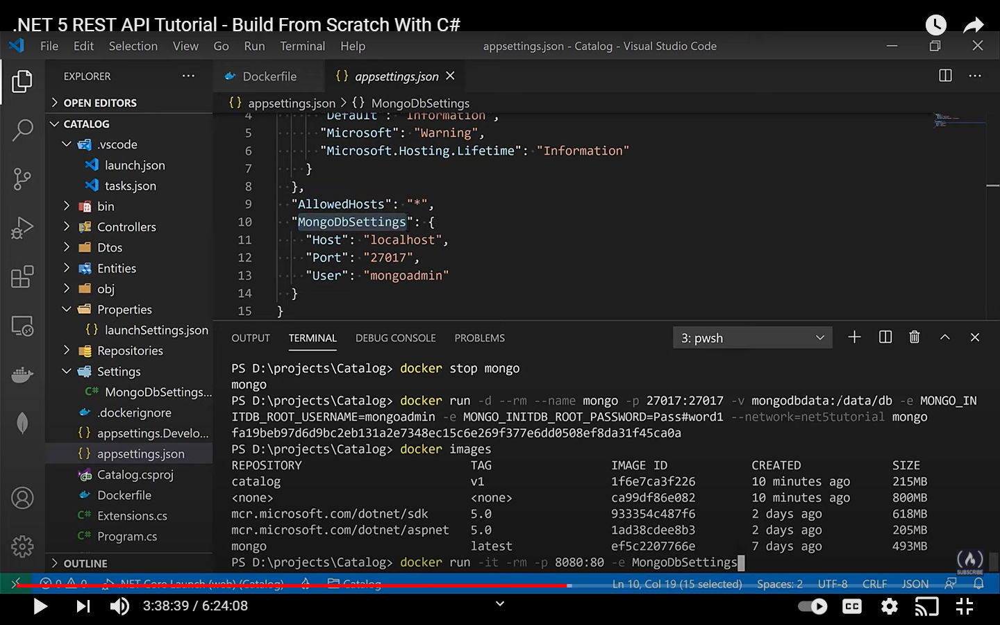 .NET 5 REST API Tutorial - Build From Scratch With C#
File Edit Selection View Go Run Terminal Help appsettings.json - Catalog - Visual Studio Code
EXPLORER
OPEN EDITORS
CATALOG
.vscode
launch.json
tasks.json
bin
Controllers
Dtos
Entities
obj
Properties
launchSettings.json
Repositories
Settings
MongoDbSettings...
.dockerignore
appsettings.Develo...
appsettings.json
Catalog.csproj
Dockerfile
Extensions.cs
Program.cs
OUTLINE
Dockerfile appsettings.json
appsettings.json > {} MongoDbSettings
4 "Default": "Information",
5 "Microsoft": "Warning",
6 "Microsoft.Hosting.Lifetime": "Information"
7 }
8 },
9 "AllowedHosts": "*",
10 "MongoDbSettings": {
11 "Host": "localhost",
12 "Port": "27017",
13 "User": "mongoadmin"
14 }
15 }
OUTPUT TERMINAL DEBUG CONSOLE PROBLEMS 3: pwsh
PS D:\projects\Catalog> docker stop mongo
mongo
PS D:\projects\Catalog> docker run -d --rm --name mongo -p 27017:27017 -v mongodbdata:/data/db -e MONGO_IN
ITDB_ROOT_USERNAME=mongoadmin -e MONGO_INITDB_ROOT_PASSWORD=Pass#word1 --network=net5tutorial mongo
fa19beb97d6d9bc2eb131a2e7348ec15c6e269f377e6dd0508ef8da31f45ca0a
PS D:\projects\Catalog> docker images
REPOSITORY TAG IMAGE ID CREATED SIZE
catalog v1 1f6e7ca3f226 10 minutes ago 215MB
<none> <none> ca99df86e082 10 minutes ago 800MB
mcr.microsoft.com/dotnet/sdk 5.0 933354c487f6 2 days ago 618MB
mcr.microsoft.com/dotnet/aspnet 5.0 1ad38cdee8b3 2 days ago 205MB
mongo latest ef5c2207766e 7 days ago 493MB
PS D:\projects\Catalog> docker run -it -rm -p 8080:80 -e MongoDbSettings
SUBSCRIBE
0 0 .NET Core Launch (web) (Catalog) Catalog Ln 10, Col 19 (15 selected) Spaces: 2 UTF-8 CRLF JSON
3:38:39 / 6:24:08 CC